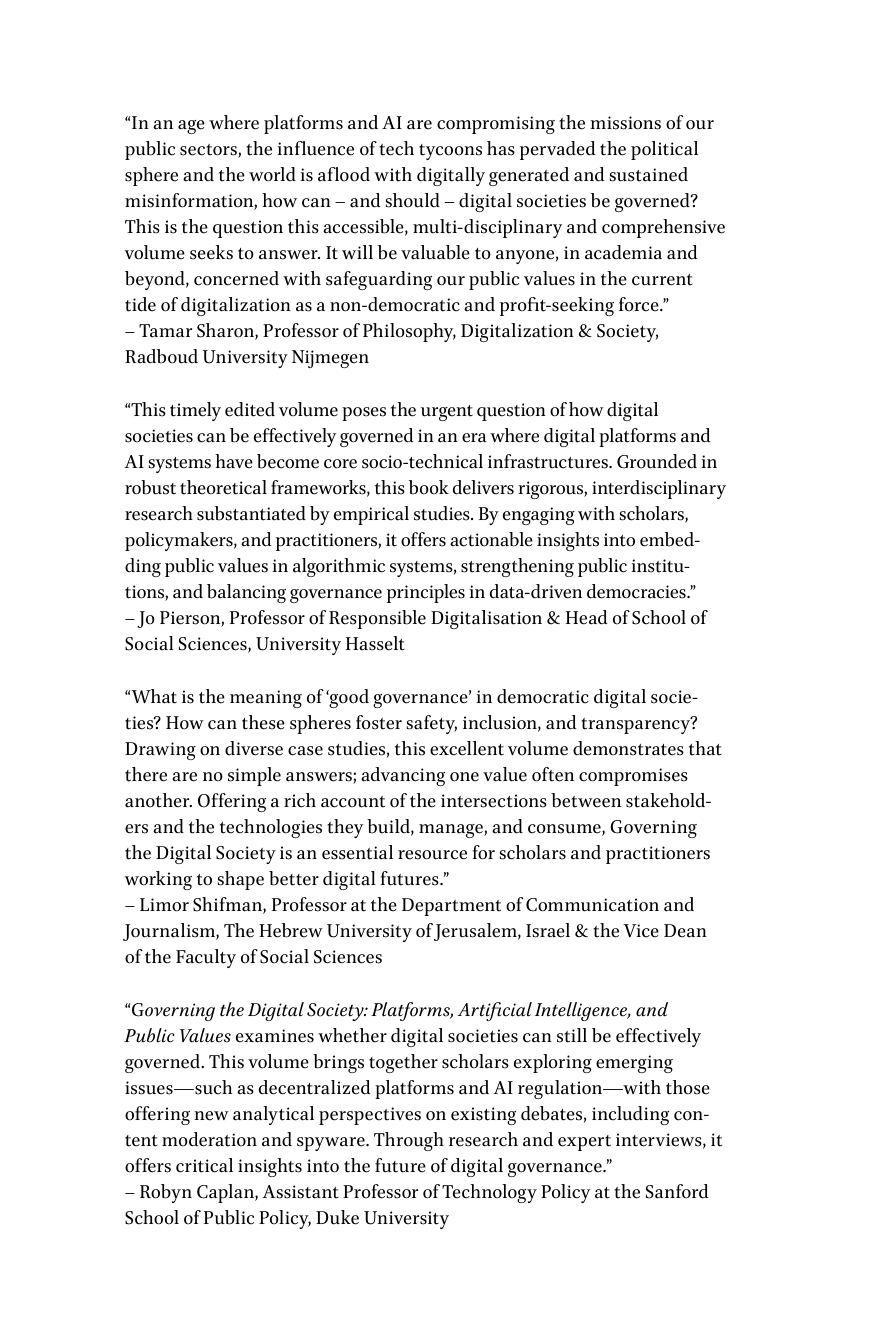 “In an age where platforms and AI are compromising the missions of our
public sectors, the influence of tech tycoons has pervaded the political
sphere and the world is aflood with digitally generated and sustained
misinformation, how can – and should – digital societies be governed?
This is the question this accessible, multi-disciplinary and comprehensive
volume seeks to answer. It will be valuable to anyone, in academia and
beyond, concerned with safeguarding our public values in the current
tide of digitalization as a non-democratic and profit-seeking force.”
– Tamar Sharon, Professor of Philosophy, Digitalization & Society,
Radboud University Nijmegen
“This timely edited volume poses the urgent question of how digital
societies can be effectively governed in an era where digital platforms and
AI systems have become core socio-technical infrastructures. Grounded in
robust theoretical frameworks, this book delivers rigorous, interdisciplinary
research substantiated by empirical studies. By engaging with scholars,
policymakers, and practitioners, it offers actionable insights into embed-
ding public values in algorithmic systems, strengthening public institu-
tions, and balancing governance principles in data-driven democracies.”
– Jo Pierson, Professor of Responsible Digitalisation & Head of School of
Social Sciences, University Hasselt
“What is the meaning of ‘good governance’ in democratic digital socie-
ties? How can these spheres foster safety, inclusion, and transparency?
Drawing on diverse case studies, this excellent volume demonstrates that
there are no simple answers; advancing one value often compromises
another. Offering a rich account of the intersections between stakehold-
ers and the technologies they build, manage, and consume, Governing
the Digital Society is an essential resource for scholars and practitioners
working to shape better digital futures.”
– Limor Shifman, Professor at the Department of Communication and
Journalism, The Hebrew University of Jerusalem, Israel & the Vice Dean
of the Faculty of Social Sciences
“Governing the Digital Society: Platforms, Artificial Intelligence, and
Public Values examines whether digital societies can still be effectively
governed. This volume brings together scholars exploring emerging
issues—such as decentralized platforms and AI regulation—with those
offering new analytical perspectives on existing debates, including con-
tent moderation and spyware. Through research and expert interviews, it
offers critical insights into the future of digital governance.”
– Robyn Caplan, Assistant Professor of Technology Policy at the Sanford
School of Public Policy, Duke University